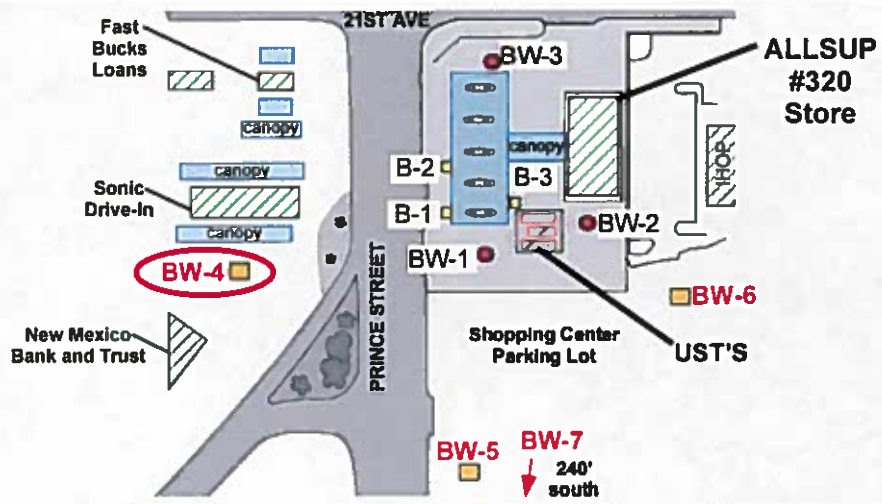 21ST AVE
Fast
Bucks
Loans
BW-3
ALLSUP
#320
Store
canopy
canopy
IHOP
canopy
B-2
B-3
Sonic
Drive-In
B-1
BW-2
canopy
BW-1
BW-4
PRINCE STREET
BW-6
New Mexico
Bank and Trust
Shopping Center
Parking Lot
UST'S
BW-5
BW-7
240'
south